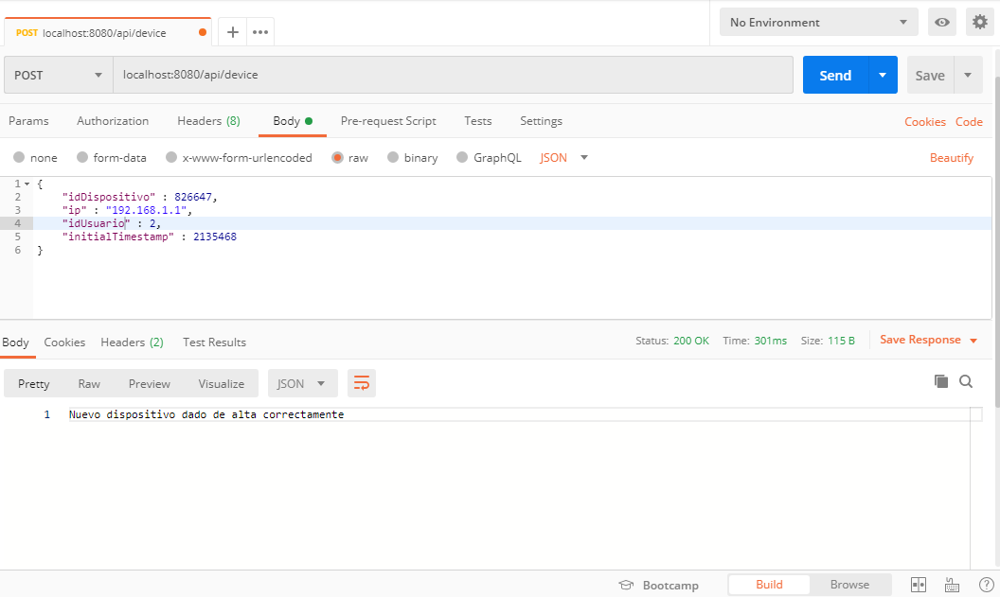 POST localhost:8080/api/device
No Environment
POST localhost:8080/api/device Send Save
Params Authorization Headers (8) Body Pre-request Script Tests Settings Cookies Code
none form-data x-www-form-urlencoded raw binary GraphQL JSON Beautify
1 {
2 "idDispositivo" : 826647,
3 "ip" : "192.168.1.1",
4 "idUsuario" : 2,
5 "initialTimestamp" : 2135468
6 }
Body Cookies Headers (2) Test Results Status: 200 OK Time: 301ms Size: 115 B Save Response
Pretty Raw Preview Visualize JSON
1 Nuevo dispositivo dado de alta correctamente
Bootcamp Build Browse